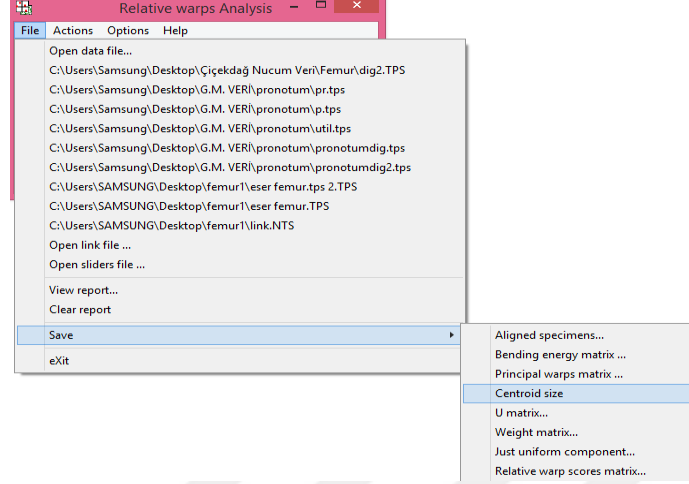 Relative warps Analysis
File Actions Options Help
Open data file...
C:\Users\Samsung\Desktop\Çiçekdağ Nucum Veri\Femur\dig2.TPS
C:\Users\Samsung\Desktop\G.M. VERİ\pronotum\pr.tps
C:\Users\Samsung\Desktop\G.M. VERİ\pronotum\p.tps
C:\Users\Samsung\Desktop\G.M. VERİ\pronotum\util.tps
C:\Users\Samsung\Desktop\G.M. VERİ\pronotum\pronotumdig.tps
C:\Users\Samsung\Desktop\G.M. VERİ\pronotum\pronotumdig2.tps
C:\Users\SAMSUNG\Desktop\femur1\eser femur.tps 2.TPS
C:\Users\SAMSUNG\Desktop\femur1\eser femur.TPS
C:\Users\SAMSUNG\Desktop\femur1\link.NTS
Open link file ...
Open sliders file ...
View report...
Clear report
Save
eXit
Aligned specimens...
Bending energy matrix ...
Principal warps matrix ...
Centroid size
U matrix...
Weight matrix...
Just uniform component...
Relative warp scores matrix...